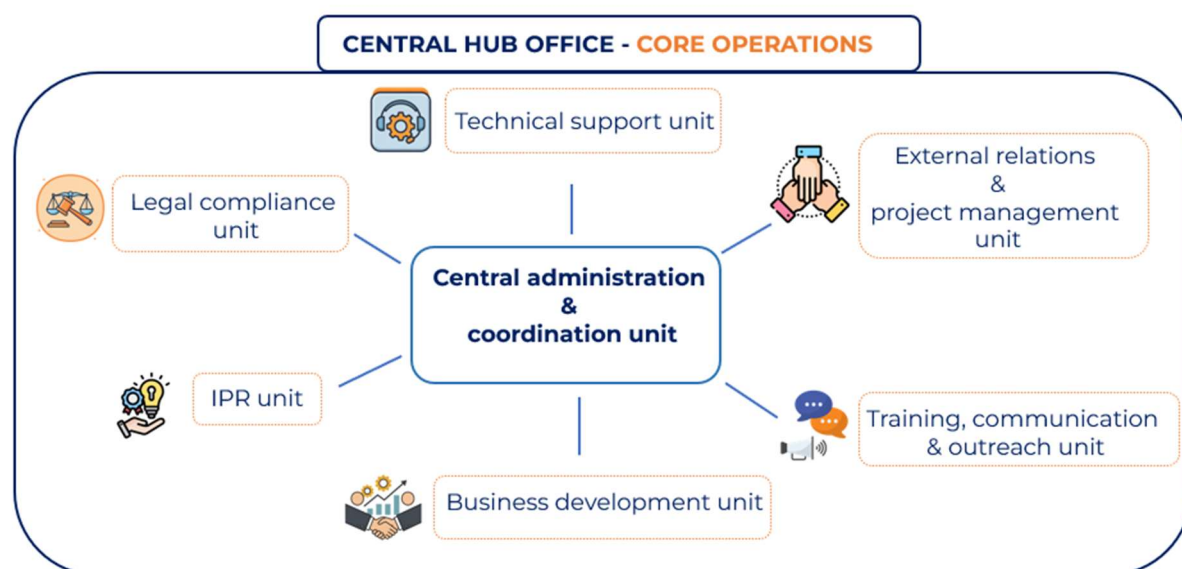 CENTRAL HUB OFFICE - CORE OPERATIONS
Technical support unit
External relations
&
project management
unit
Legal compliance
unit
Central administration
&
coordination unit
IPR unit
Training, communication
& outreach unit
Business development unit